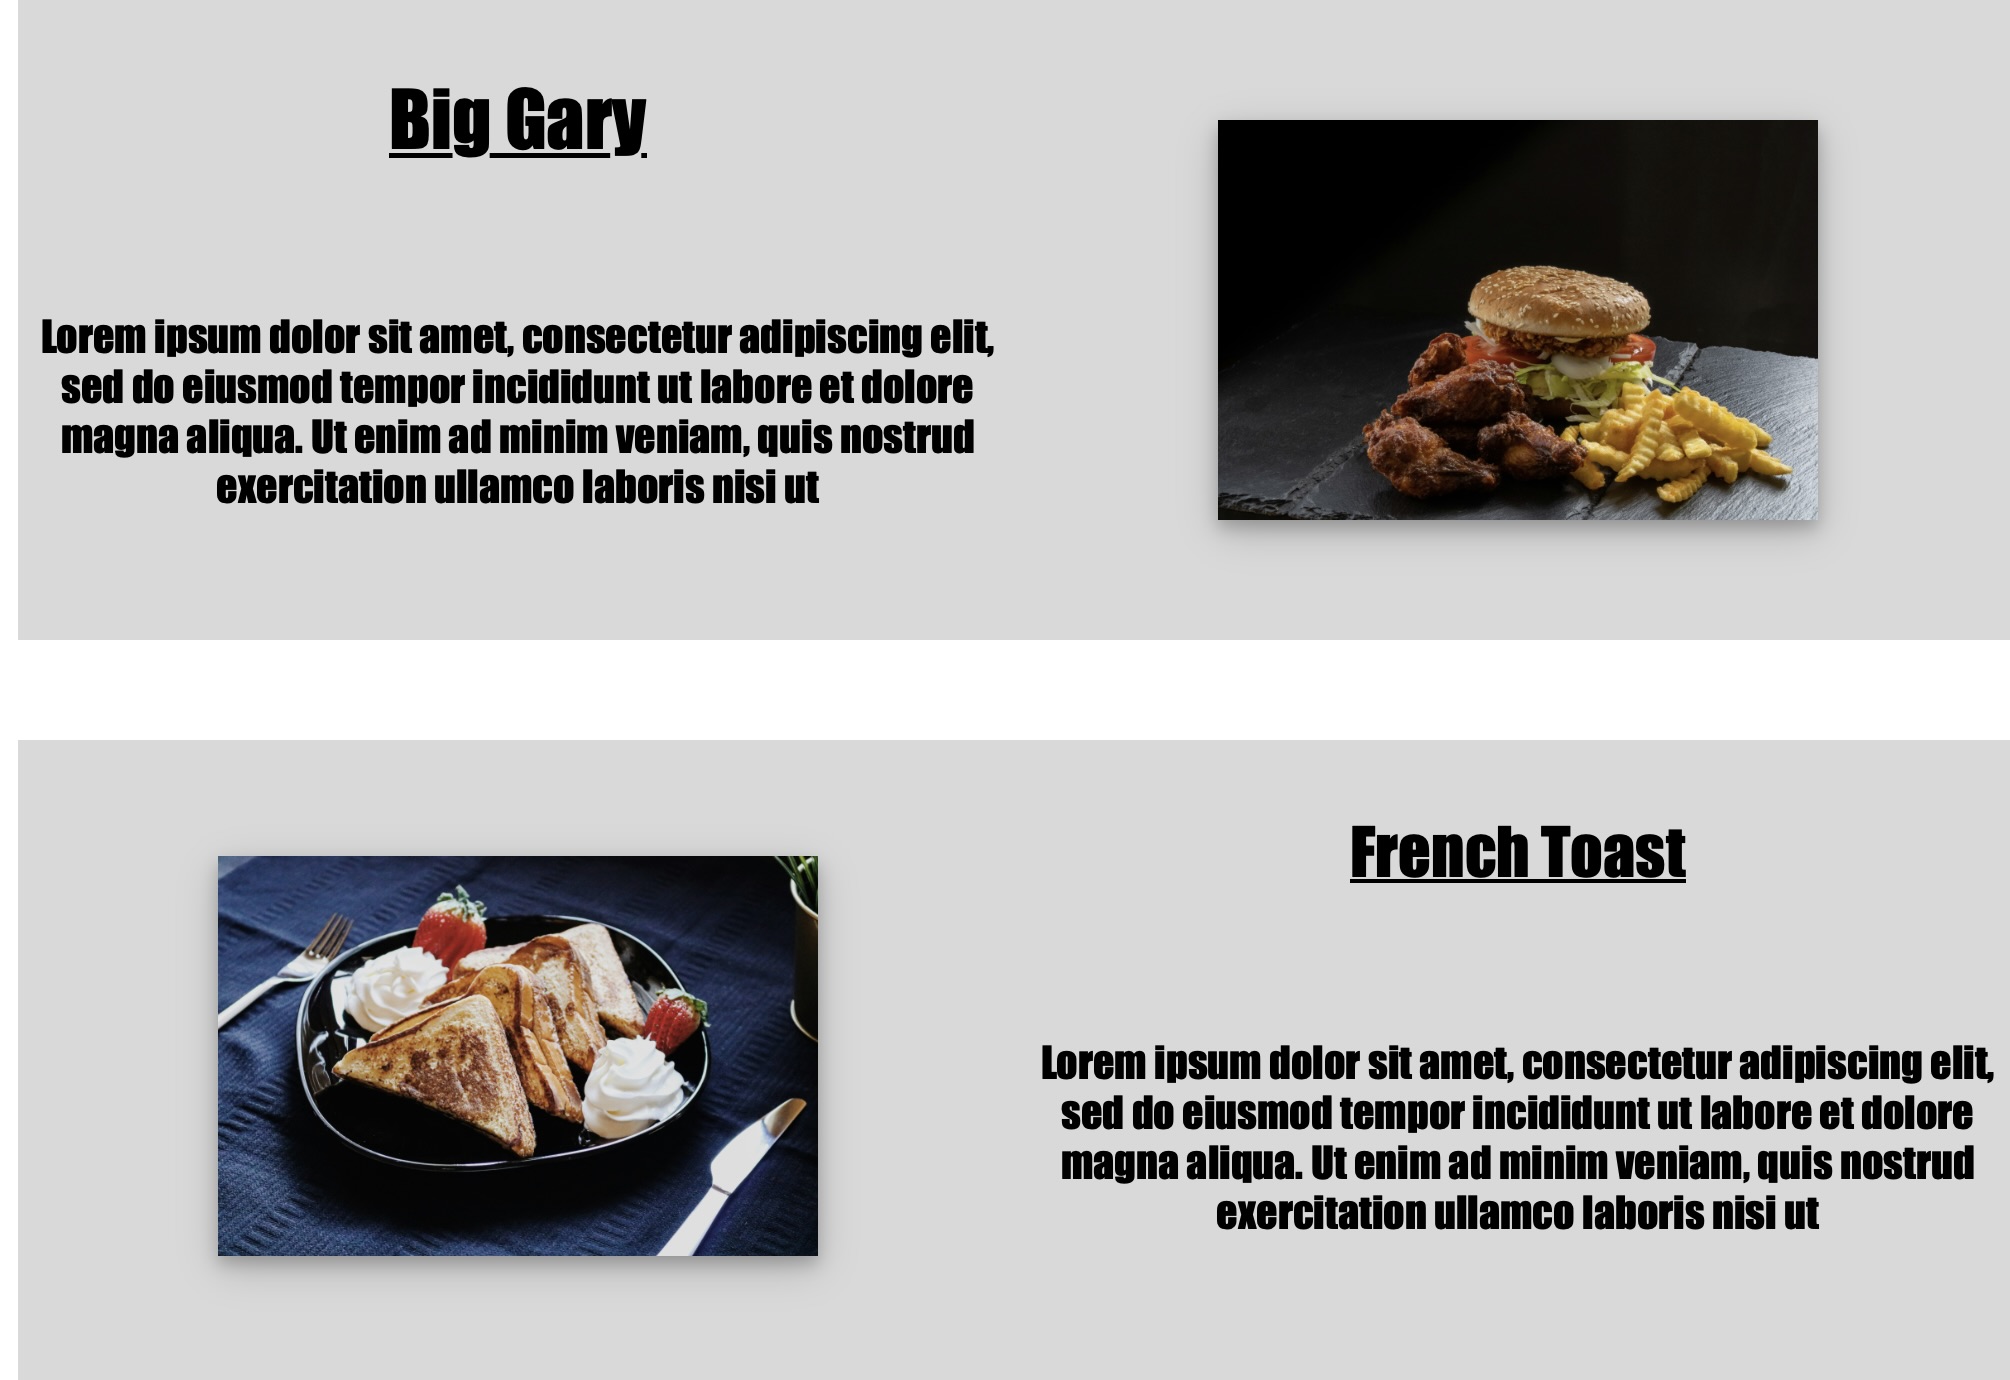 Big Gary
Lorem ipsum dolor sit amet, consectetur adipiscing elit,
sed do eiusmod tempor incididunt ut labore et dolore
magna aliqua. Ut enim ad minim veniam, quis nostrud
exercitation ullamco laboris nisi ut
French Toast
Lorem ipsum dolor sit amet, consectetur adipiscing elit,
sed do eiusmod tempor incididunt ut labore et dolore
magna aliqua. Ut enim ad minim veniam, quis nostrud
exercitation ullamco laboris nisi ut